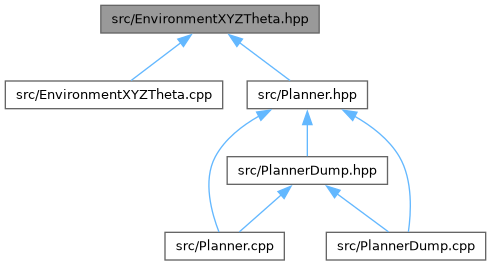 src/EnvironmentXYZTheta.hpp
src/EnvironmentXYZTheta.cpp
src/Planner.hpp
src/PlannerDump.hpp
src/Planner.cpp
src/PlannerDump.cpp